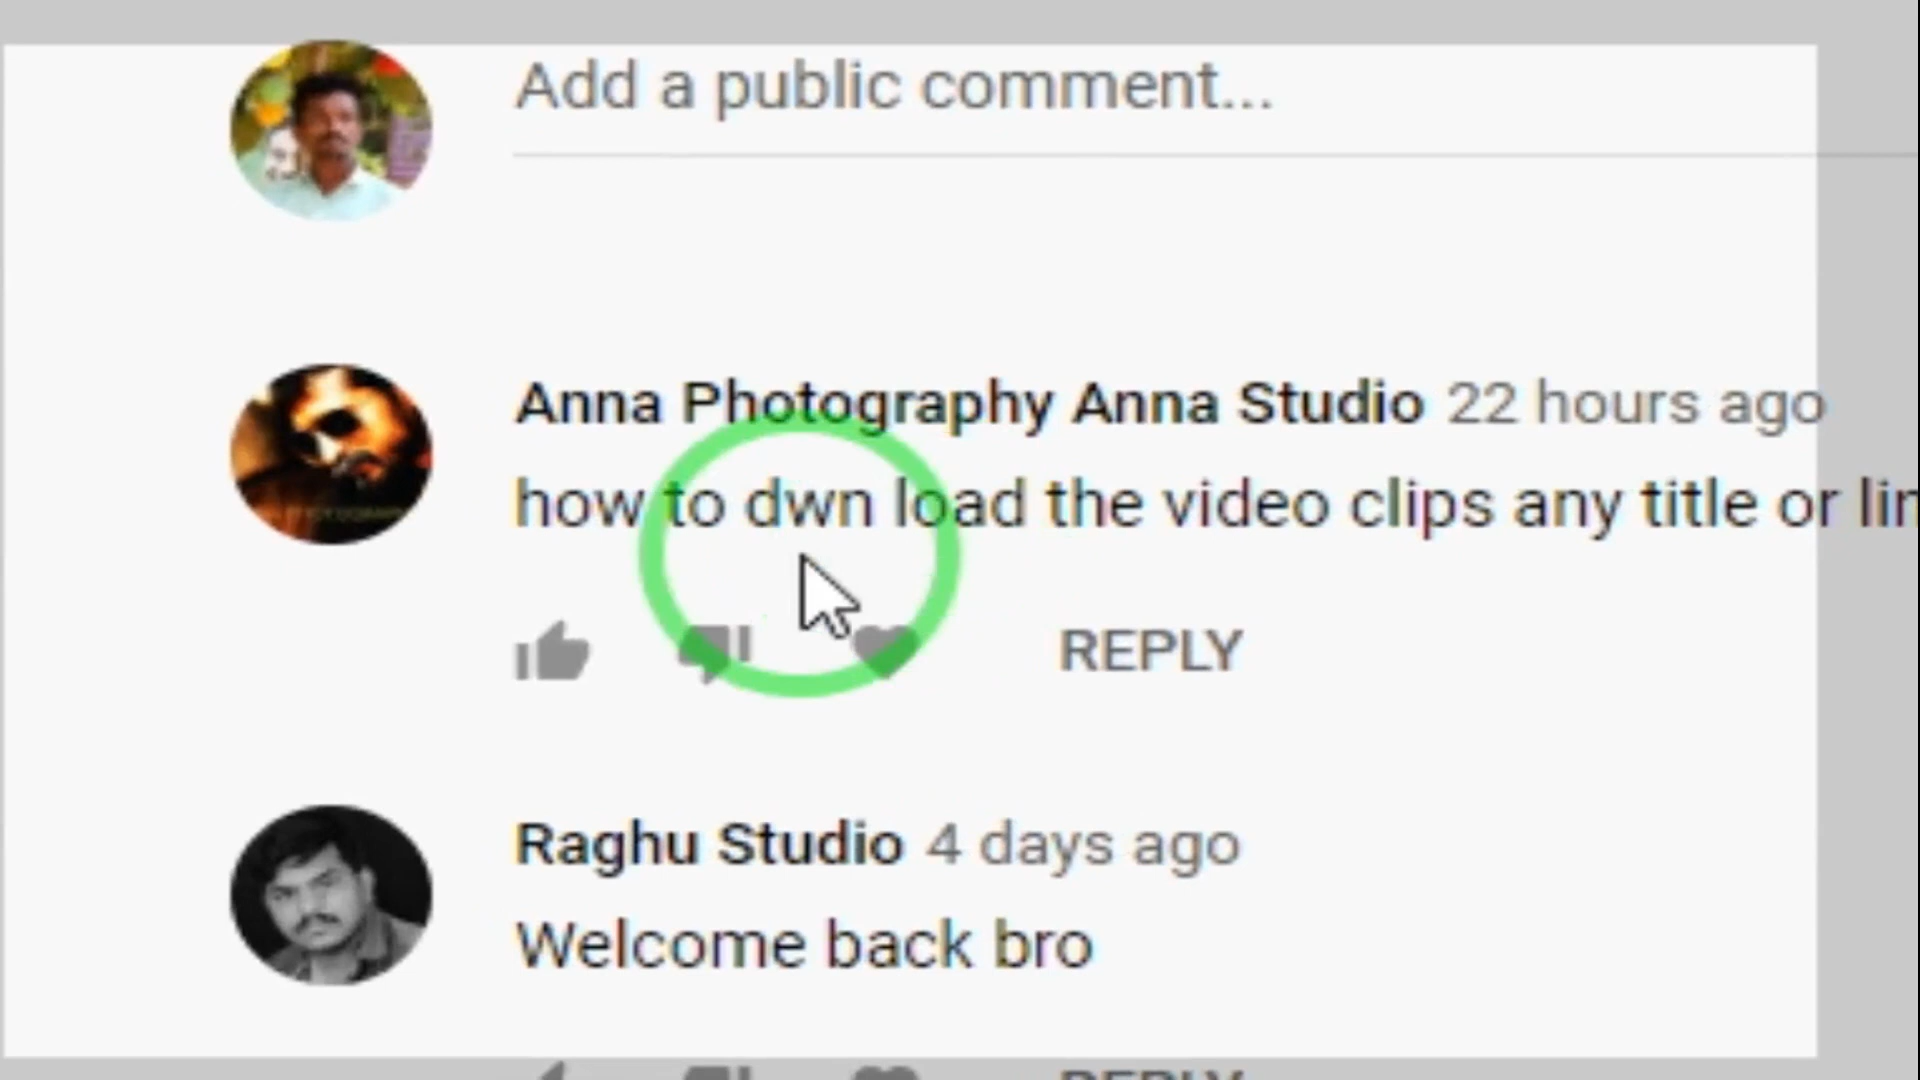 Add a public comment...
Anna Photography Anna Studio 22 hours ago
how to dwn load the video clips any title or
REPLY
Raghu Studio 4 days ago
Welcome back bro
REPLY